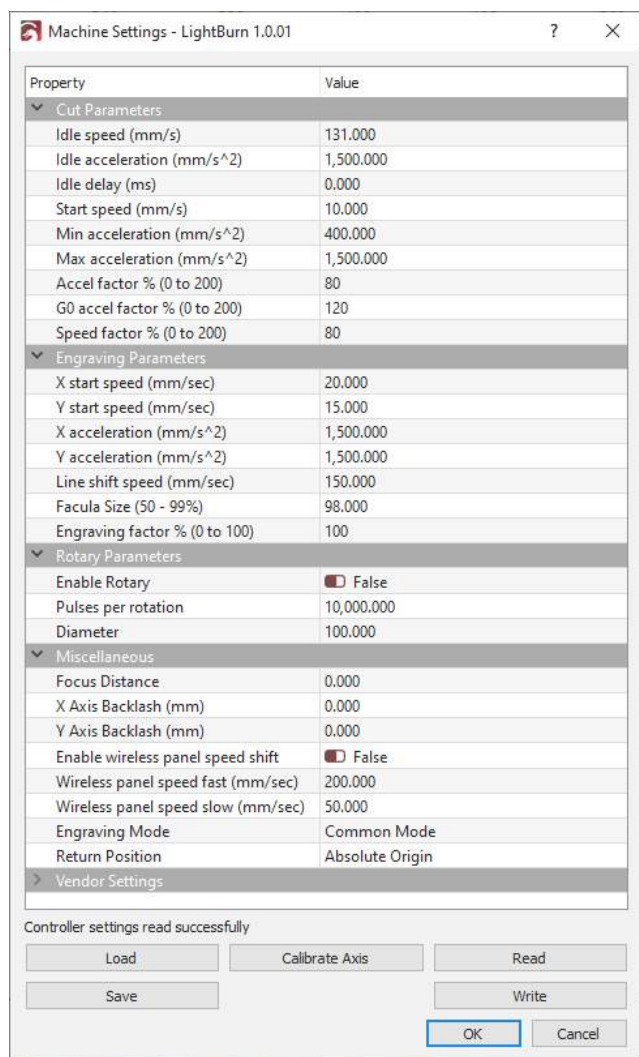 Machine Settings - LightBurn 1.0.01 ?
Property Value
Cut Parameters
Idle speed (mm/s) 131.000
Idle acceleration (mm/s^2) 1,500.000
Idle delay (ms) 0.000
Start speed (mm/s) 10.000
Min acceleration (mm/s^2) 400.000
Max acceleration (mm/s^2) 1,500.000
Accel factor % (0 to 200) 80
G0 accel factor % (0 to 200) 120
Speed factor % (0 to 200) 80
Engraving Parameters
X start speed (mm/sec) 20.000
Y start speed (mm/sec) 15.000
X acceleration (mm/s^2) 1,500.000
Y acceleration (mm/s^2) 1,500.000
Line shift speed (mm/sec) 150.000
Facula Size (50 - 99%) 98.000
Engraving factor % (0 to 100) 100
Rotary Parameters
Enable Rotary False
Pulses per rotation 10,000.000
Diameter 100.000
Miscellaneous
Focus Distance 0.000
X Axis Backlash (mm) 0.000
Y Axis Backlash (mm) 0.000
Enable wireless panel speed shift False
Wireless panel speed fast (mm/sec) 200.000
Wireless panel speed slow (mm/sec) 50.000
Engraving Mode Common Mode
Return Position Absolute Origin
Vendor Settings
Controller settings read successfully
Load Calibrate Axis Read
Save Write
OK Cancel